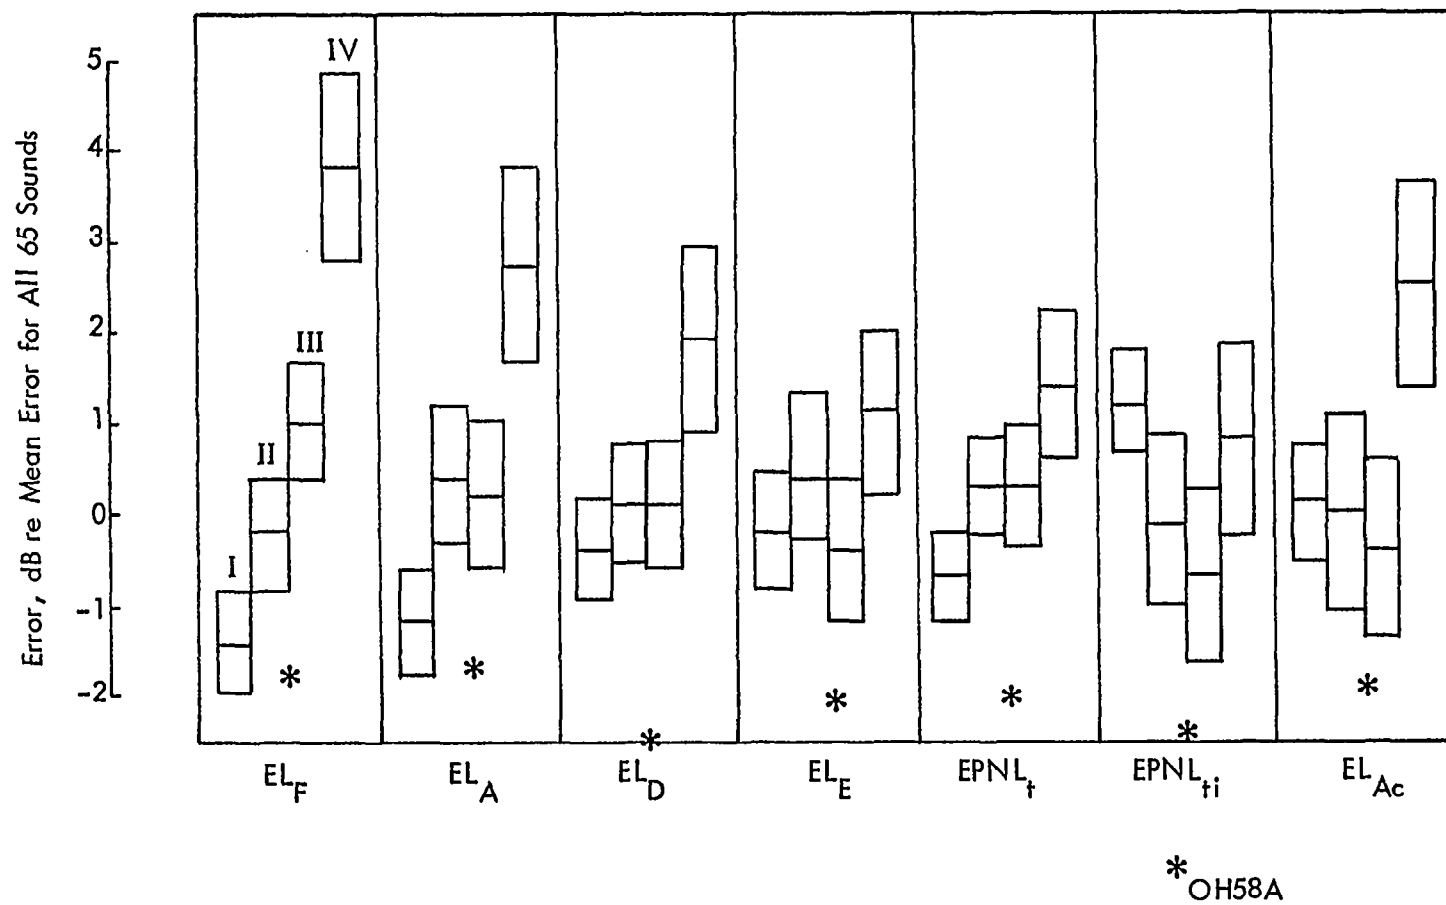 Error, dB re Mean Error for All 65 Sounds
5
4
3
2
1
0
-1
-2
I
II
III
IV
*
*
*
*
*
*
*
EL_F
EL_A
EL_D
EL_E
EPNL_t
EPNL_ti
EL_Ac
*OH58A